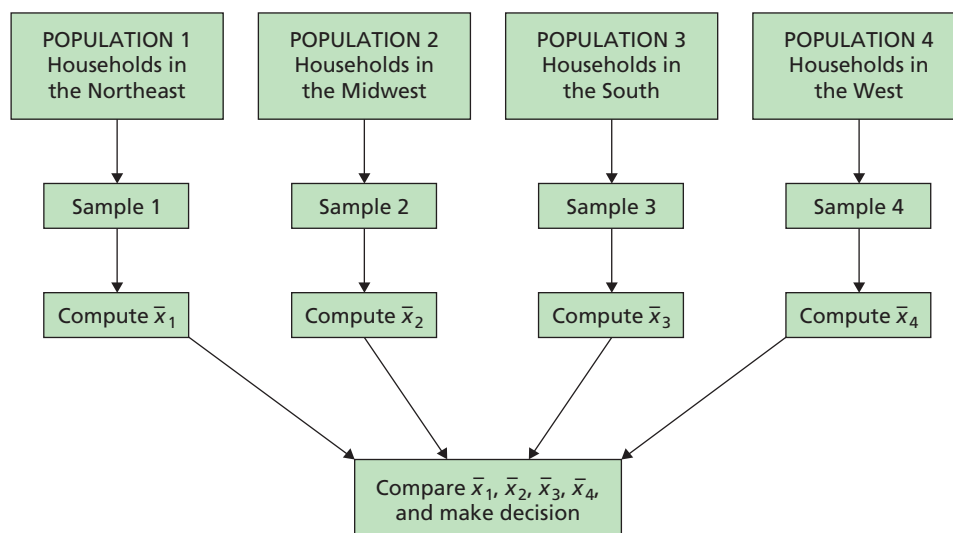 POPULATION 1
Households in
the Northeast
POPULATION 2
Households in
the Midwest
POPULATION 3
Households in
the South
POPULATION 4
Households in
the West
Sample 1
Sample 2
Sample 3
Sample 4
Compute x̄₁
Compute x̄₂
Compute x̄₃
Compute x̄₄
Compare x̄₁, x̄₂, x̄₃, x̄₄,
and make decision